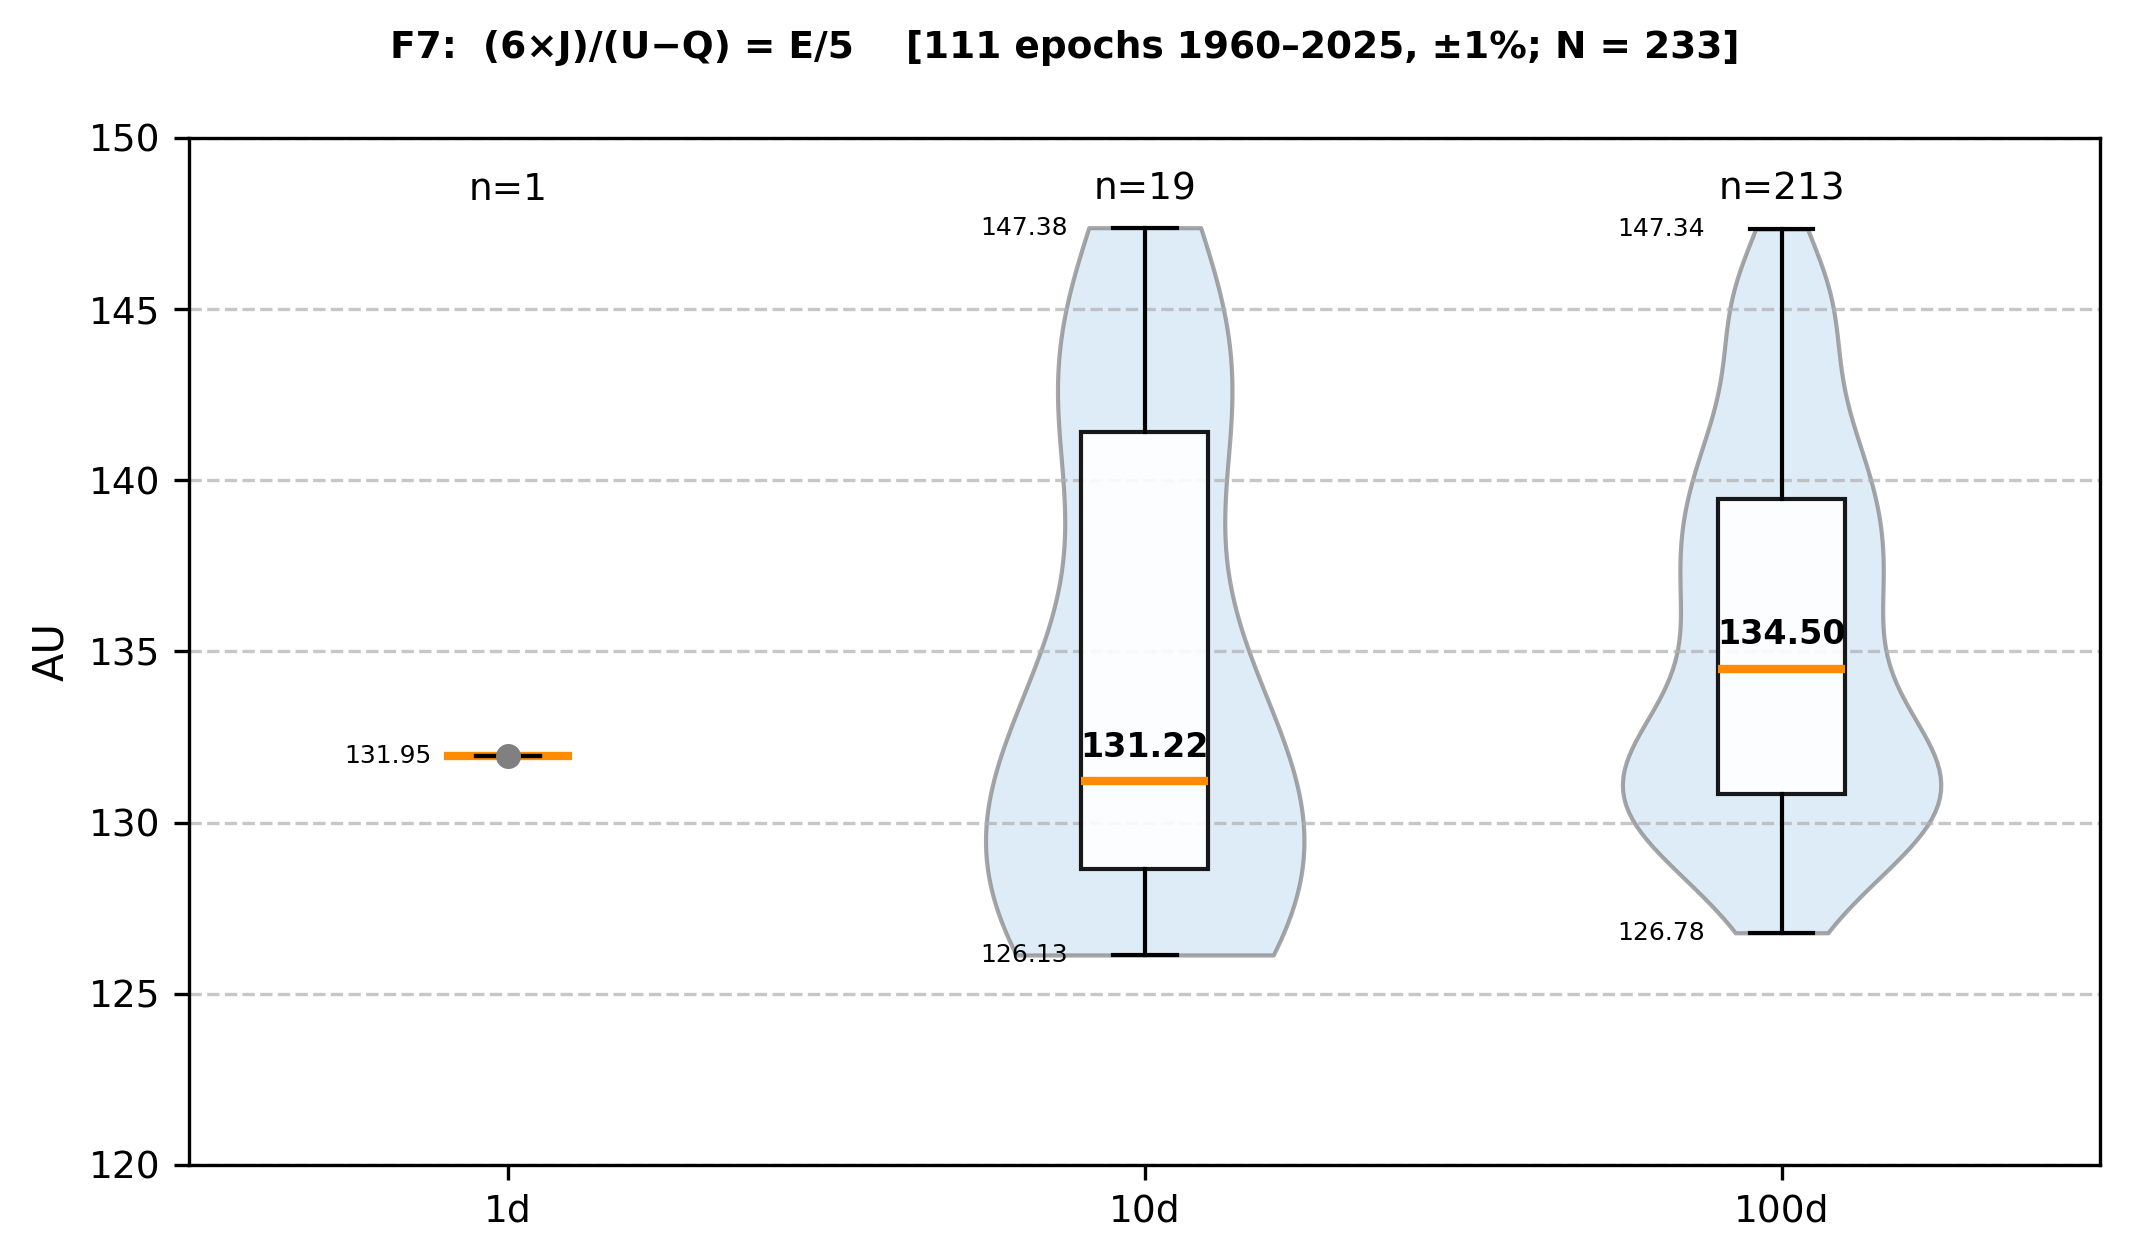 F7:  (6×J)/(U−Q) = E/5    [111 epochs 1960–2025, ±1%; N = 233]
150
n=1
n=19
n=213
147.38
147.34
145
140
AU
135
134.50
131.95
131.22
130
126.13
126.78
125
120
1d
10d
100d